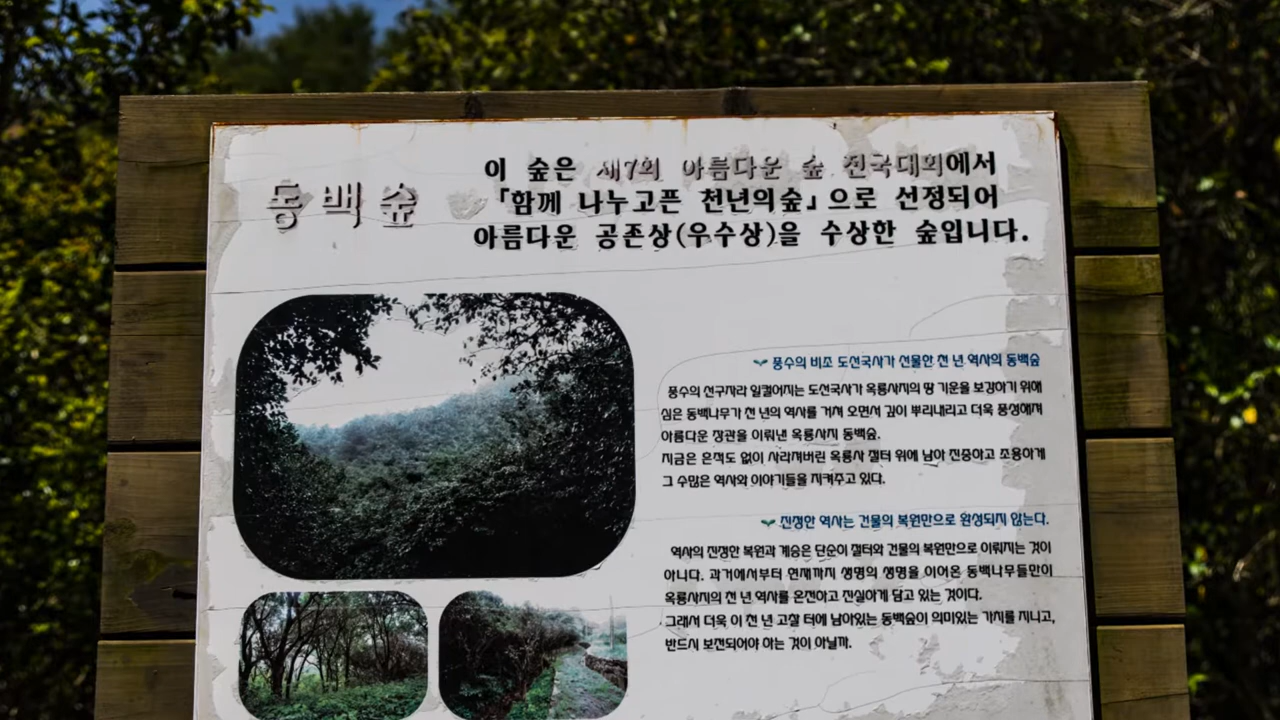 동백숲
이 숲은 제7회 아름다운 숲 전국대회에서
「함께 나누고픈 천년의숲」으로 선정되어
아름다운 공존상(우수상)을 수상한 숲입니다.
풍수의 비조 도선국사가 선물한 천 년 역사의 동백숲
풍수의 선구자라 일컬어지는 도선국사가 옥룡사지의 땅 기운을 보강하기 위해
심은 동백나무가 천 년의 역사를 거쳐 오면서 깊이 뿌리내리고 더욱 풍성해져
아름다운 장관을 이뤄낸 옥룡사지 동백숲.
지금은 흔적도 없이 사라져버린 옥룡사 절터 위에 남아 진중하고 조용하게
그 수많은 역사와 이야기들을 지켜주고 있다.
진정한 역사는 건물의 복원만으로 완성되지 않는다.
역사의 진정한 복원과 계승은 단순히 절터와 건물의 복원만으로 이뤄지는 것이
아니다. 과거에서부터 현재까지 생명의 생명을 이어온 동백나무들만이
옥룡사지의 천 년 역사를 온전하고 진실하게 담고 있는 것이다.
그래서 더욱 이 천 년 고찰 터에 남아있는 동백숲이 의미있는 가치를 지니고,
반드시 보전되어야 하는 것이 아닐까.